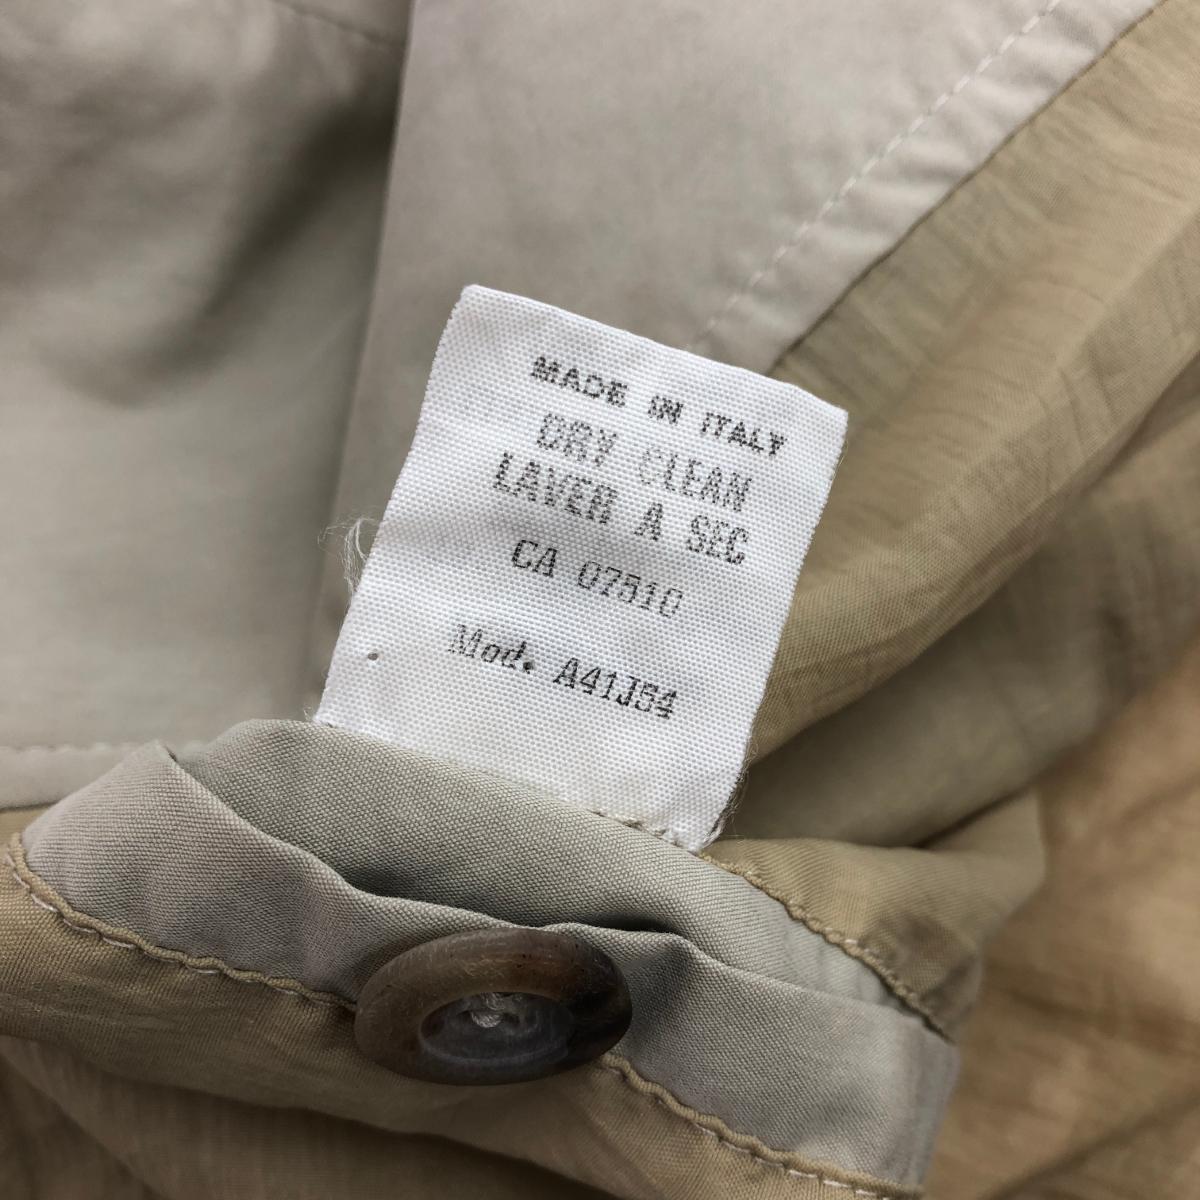 MADE IN ITALY
DRY CLEAN
LAVER A SEC
CA 07510
Mod. A41J54